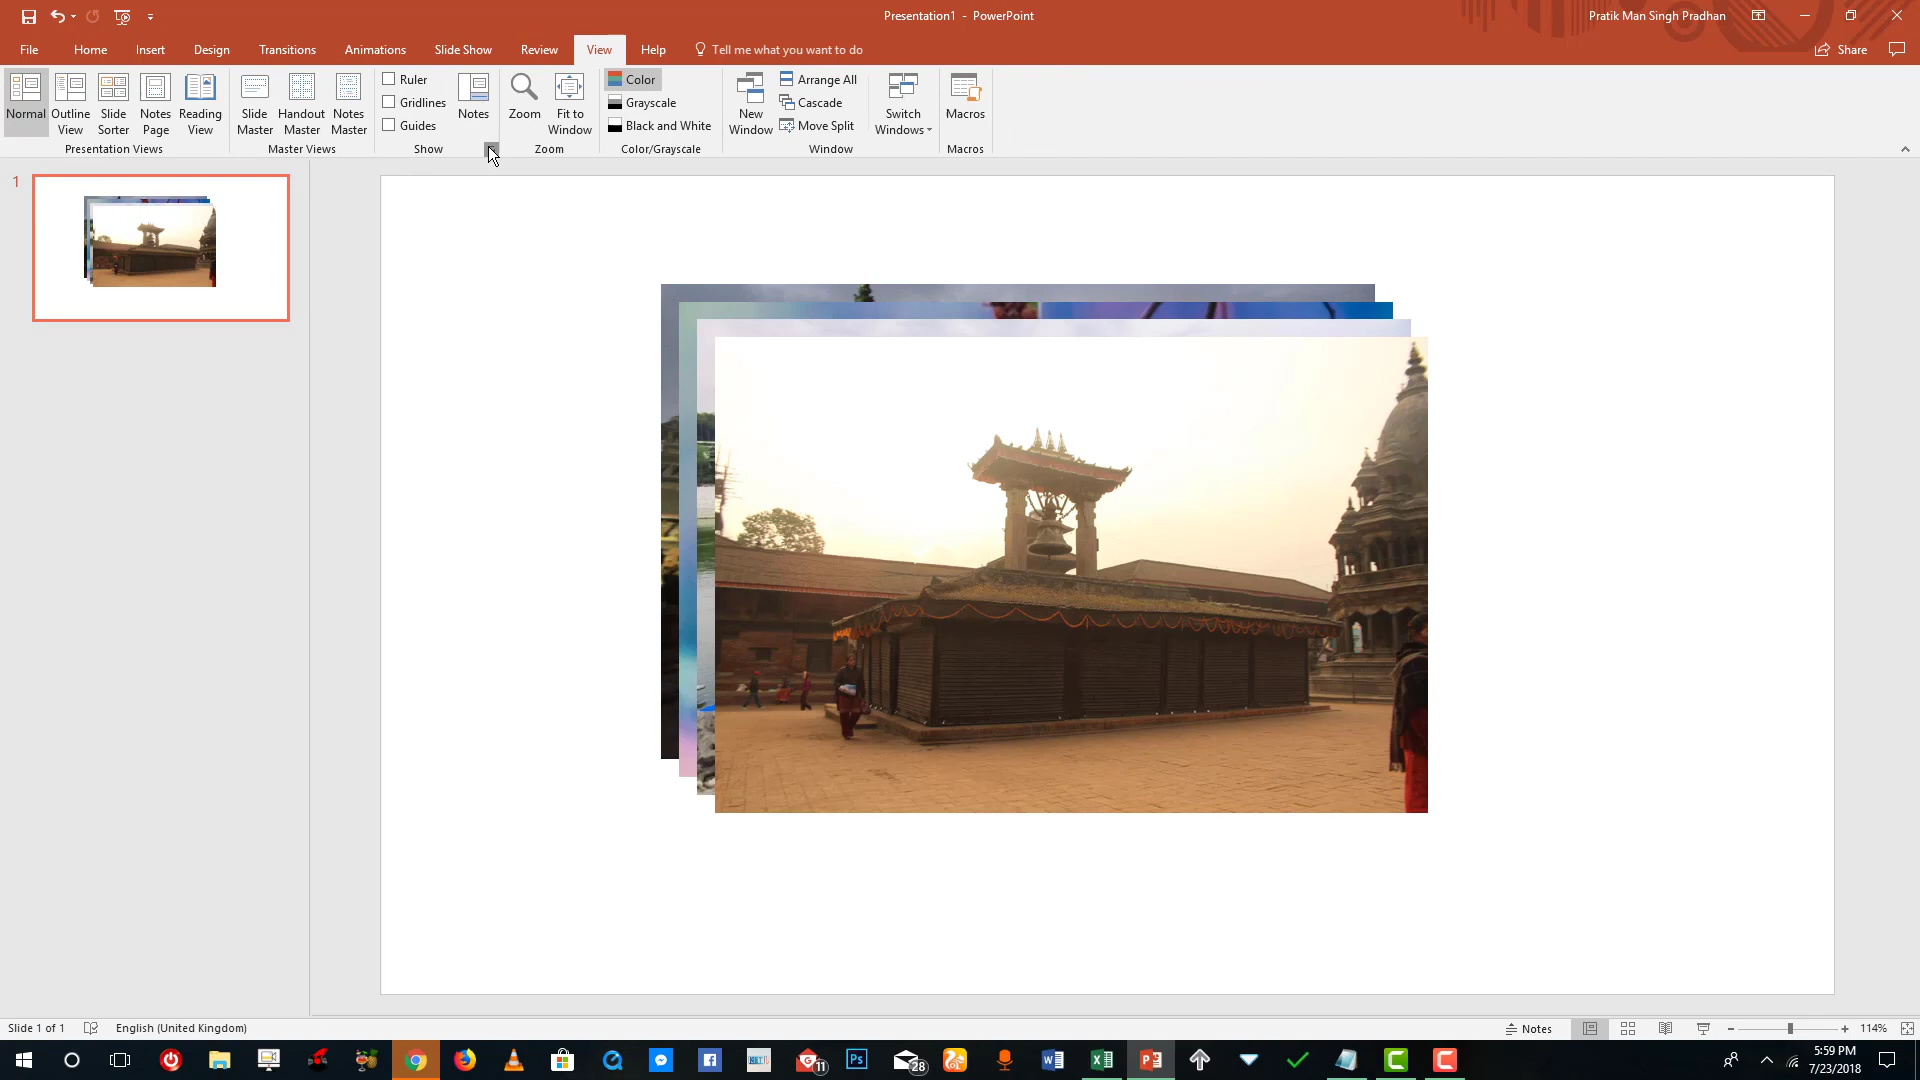 Presentation1 - PowerPoint
Pratik Man Singh Pradhan
File Home Insert Design Transitions Animations Slide Show Review View Help Tell me what you want to do
Share
Normal
Outline View
Slide Sorter
Notes Page
Reading View
Presentation Views
Slide Master
Handout Master
Notes Master
Master Views
Ruler
Gridlines
Guides
Notes
Show
Zoom
Fit to Window
Zoom
Color
Grayscale
Black and White
Color/Grayscale
New Window
Arrange All
Cascade
Move Split
Switch Windows
Window
Macros
Macros
1
Slide 1 of 1
English (United Kingdom)
Notes
114%
11
Ps
28
5:59 PM
7/23/2018